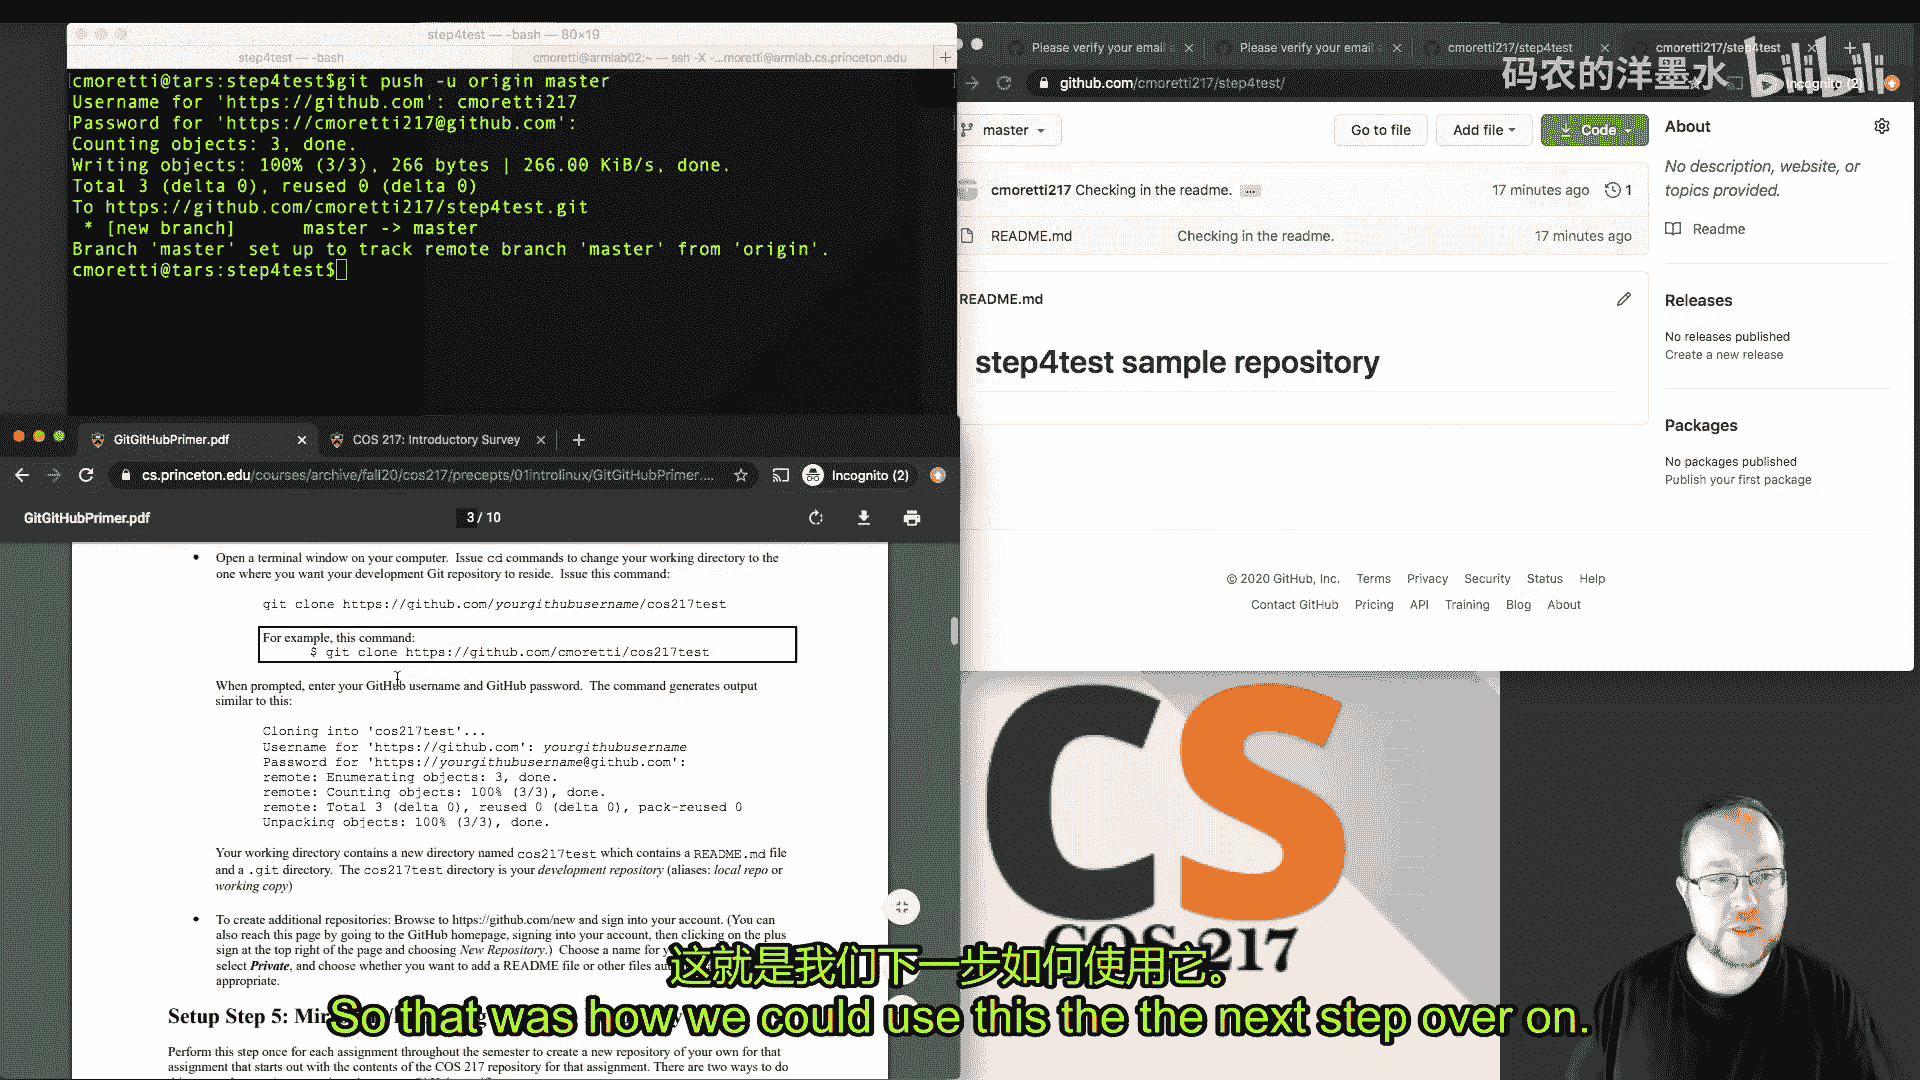 step4test — -bash — 80×19
step4test — -bash
cmoretti@armlab02:~ — ssh -X -...moretti@armlab.cs.princeton.edu
cmoretti@tars:step4test$git push -u origin master
Username for 'https://github.com': cmoretti217
Password for 'https://cmoretti217@github.com':
Counting objects: 3, done.
Writing objects: 100% (3/3), 266 bytes | 266.00 KiB/s, done.
Total 3 (delta 0), reused 0 (delta 0)
To https://github.com/cmoretti217/step4test.git
* [new branch] master -> master
Branch 'master' set up to track remote branch 'master' from 'origin'.
cmoretti@tars:step4test$
Please verify your email
Please verify your email
cmoretti217/step4test
cmoretti217/step4test
github.com/cmoretti217/step4test/
Incognito (2)
码农的洋墨水 bilibili
master
Go to file
Add file
Code
cmoretti217 Checking in the readme. ...
17 minutes ago
1
README.md
Checking in the readme.
17 minutes ago
README.md
step4test sample repository
About
No description, website, or
topics provided.
Readme
Releases
No releases published
Create a new release
Packages
No packages published
Publish your first package
© 2020 GitHub, Inc. Terms Privacy Security Status Help
Contact GitHub Pricing API Training Blog About
GitGitHubPrimer.pdf
COS 217: Introductory Survey
cs.princeton.edu/courses/archive/fall20/cos217/precepts/01introlinux/GitGitHubPrimer....
Incognito (2)
GitGitHubPrimer.pdf
3 / 10
• Open a terminal window on your computer. Issue cd commands to change your working directory to the
one where you want your development Git repository to reside. Issue this command:
git clone https://github.com/yourgithubusername/cos217test
For example, this command:
$ git clone https://github.com/cmoretti/cos217test
When prompted, enter your GitHub username and GitHub password. The command generates output
similar to this:
Cloning into 'cos217test'...
Username for 'https://github.com': yourgithubusername
Password for 'https://yourgithubusername@github.com':
remote: Enumerating objects: 3, done.
remote: Counting objects: 100% (3/3), done.
remote: Total 3 (delta 0), reused 0 (delta 0), pack-reused 0
Unpacking objects: 100% (3/3), done.
Your working directory contains a new directory named cos217test which contains a README.md file
and a .git directory. The cos217test directory is your development repository (aliases: local repo or
working copy)
• To create additional repositories: Browse to https://github.com/new and sign into your account. (You can
also reach this page by going to the GitHub homepage, signing into your account, then clicking on the plus
sign at the top right of the page and choosing New Repository.) Choose a name for
select Private, and choose whether you want to add a README file or other files
appropriate.
Setup Step 5:
Perform this step once for each assignment throughout the semester to create a new repository of your own for that
assignment that starts out with the contents of the COS 217 repository for that assignment. There are two ways to do
CS
COS 217
这就是我们下一步如何使用它。
So that was how we could use this the the next step over on.